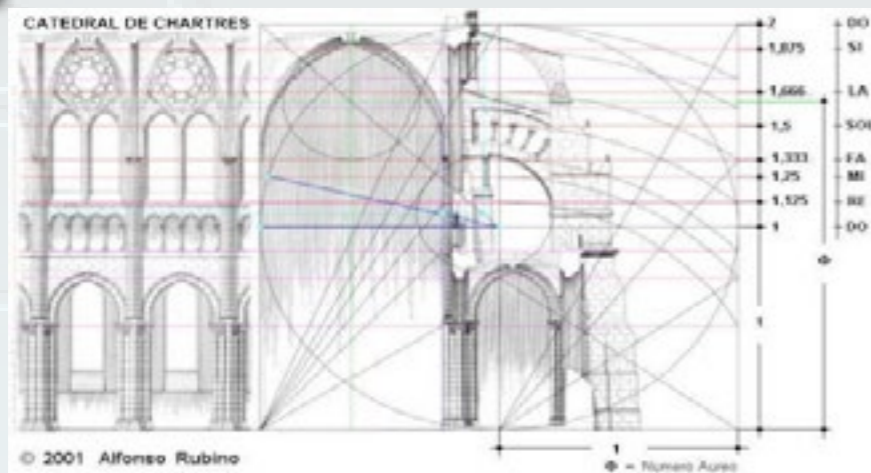 CATEDRAL DE CHARTRES
2 DO
1,875 SI
1,666 LA
1,5 SOL
1,333 FA
1,25 MI
1,125 RE
1 DO
Φ
1
1
© 2001 Alfonso Rubino
Φ = Numero Aureo